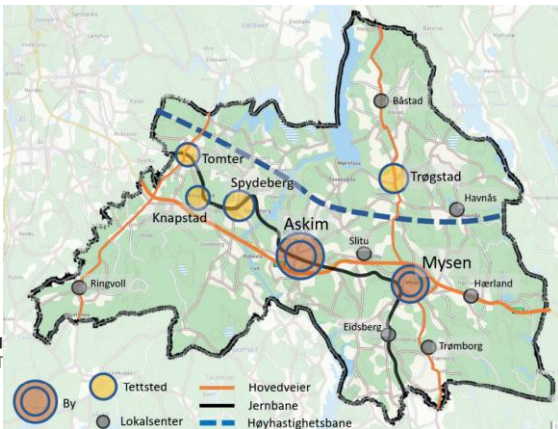 Båstad
Tomter
Trøgstad
Spydeberg
Havnås
Knapstad
Askim
Slitu
Mysen
Ringvoll
Hærland
Eidsberg
Trømborg
Tettsted
Hovedveier
By
Jernbane
Lokalsenter
Høyhastighetsbane